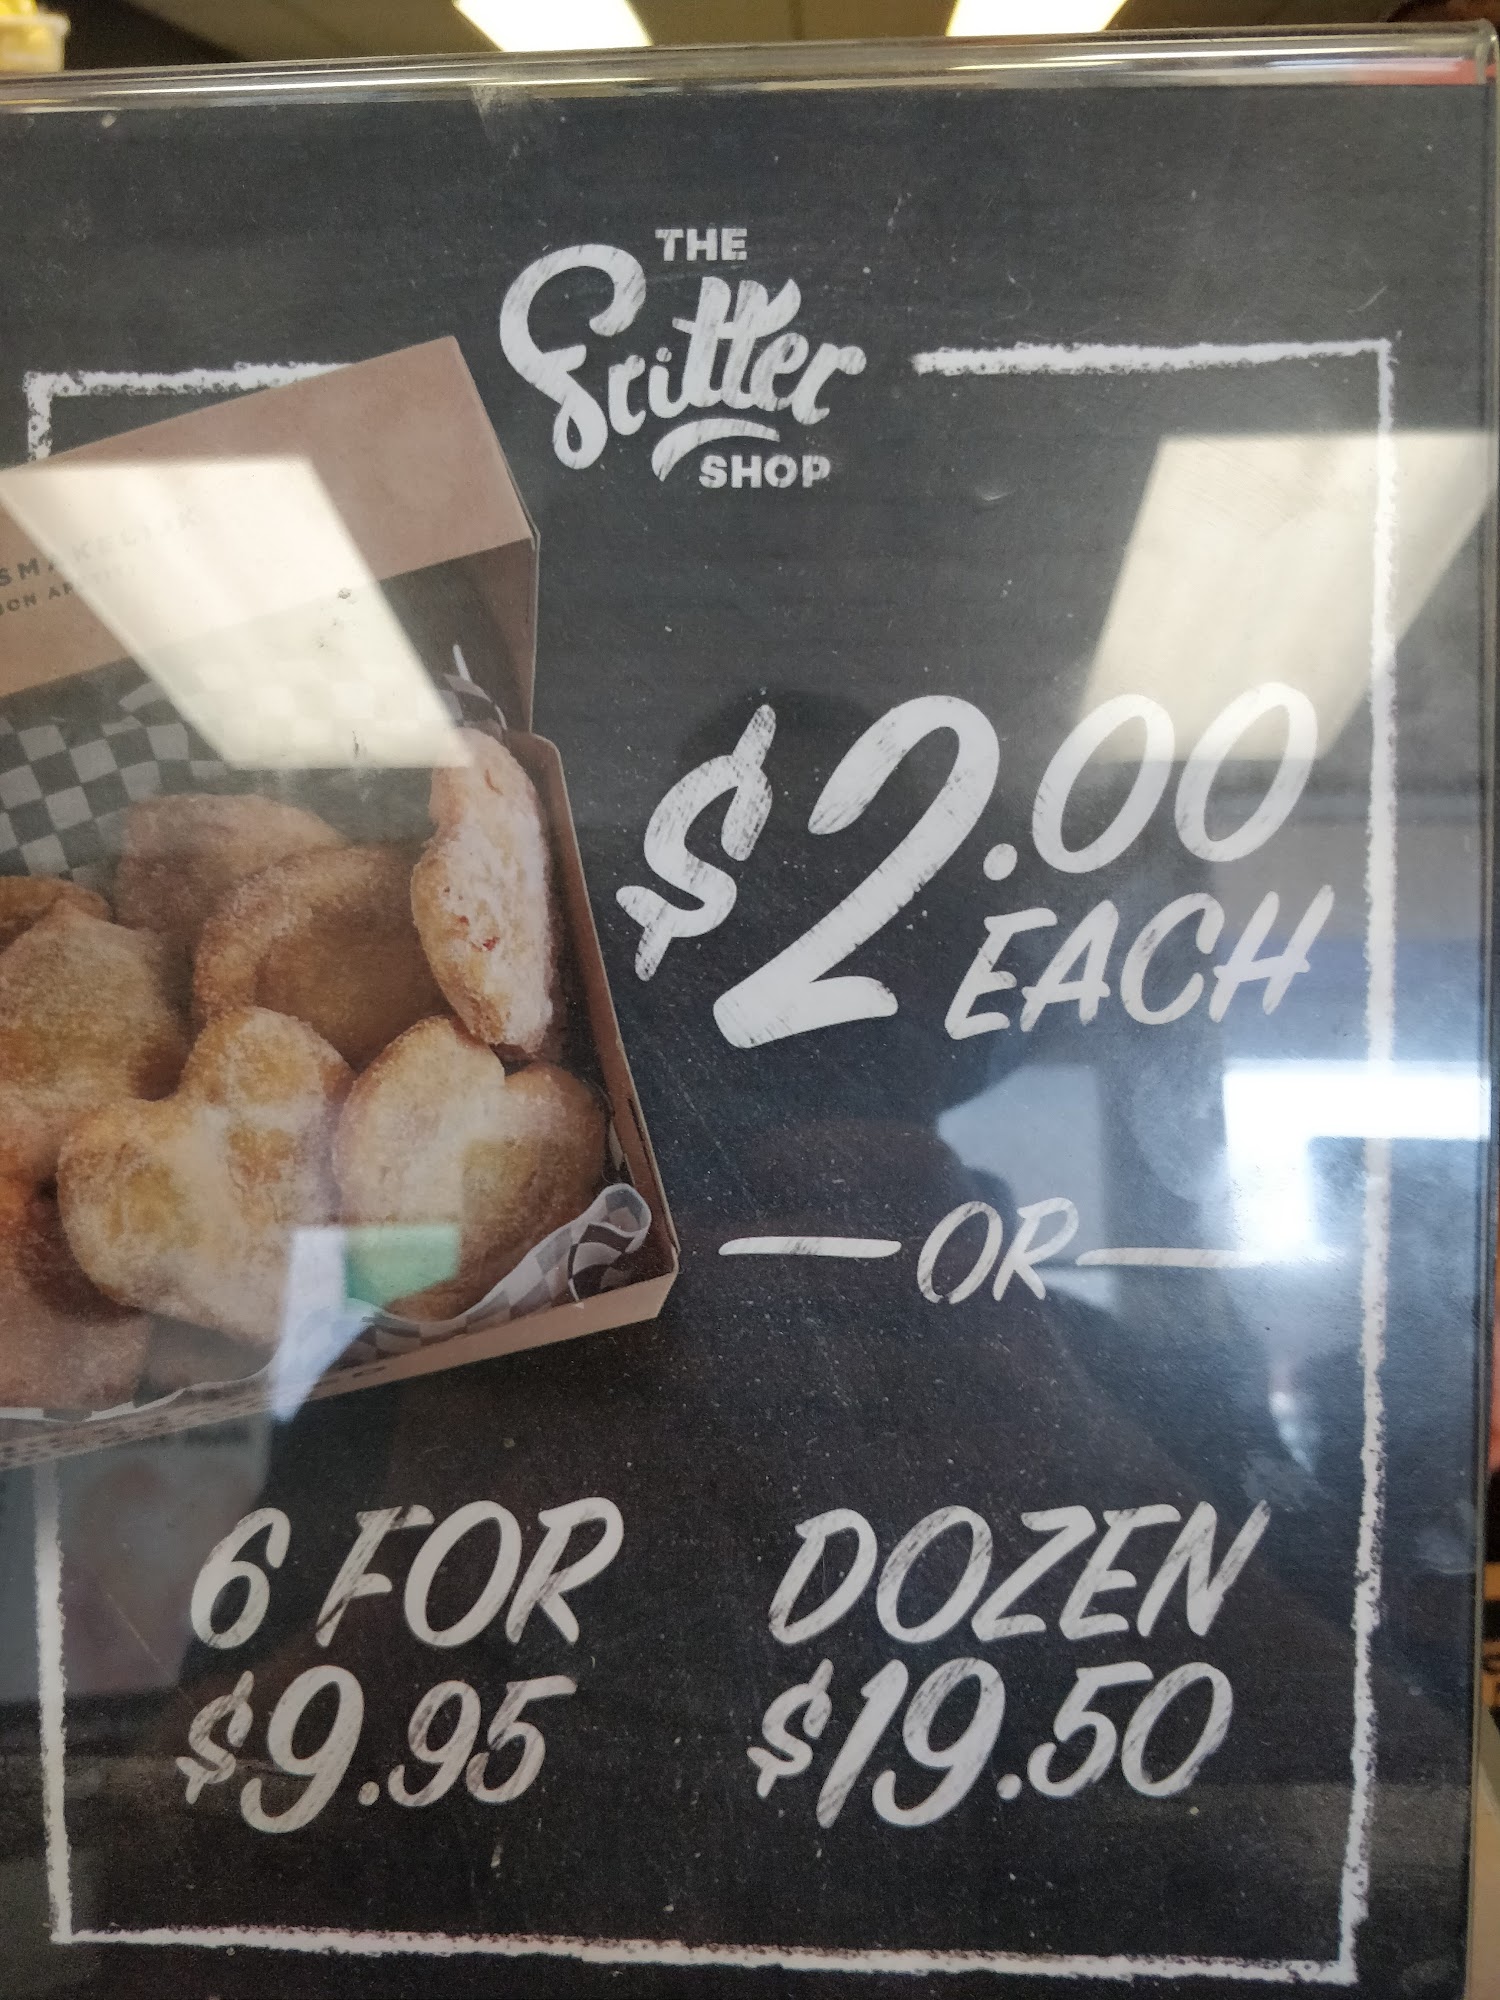 THE
Fritter
SHOP
$2.00
EACH
OR
6 FOR
$9.95
DOZEN
$19.50